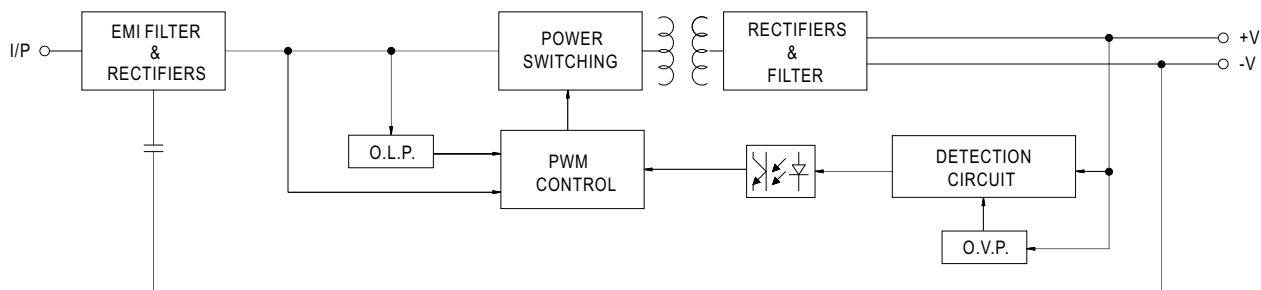 I/P
EMI FILTER
&
RECTIFIERS
POWER
SWITCHING
RECTIFIERS
&
FILTER
+V
-V
O.L.P.
PWM
CONTROL
DETECTION
CIRCUIT
O.V.P.